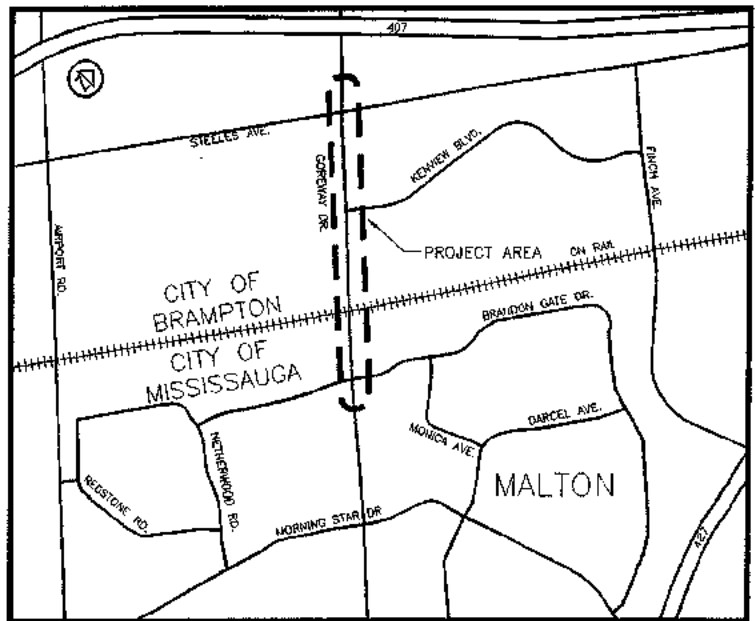 407
STEELES AVE.
KENVIEW BLVD.
FINCH AVE.
GOREWAY DR.
AIRPORT RD.
PROJECT AREA
CN RAIL
CITY OF
BRAMPTON
BRANDON GATE DR.
CITY OF
MISSISSAUGA
DARCEL AVE.
MONICA AVE.
NETHERWOOD RD.
REDSTONE RD.
MALTON
MORNING STAR DR
427